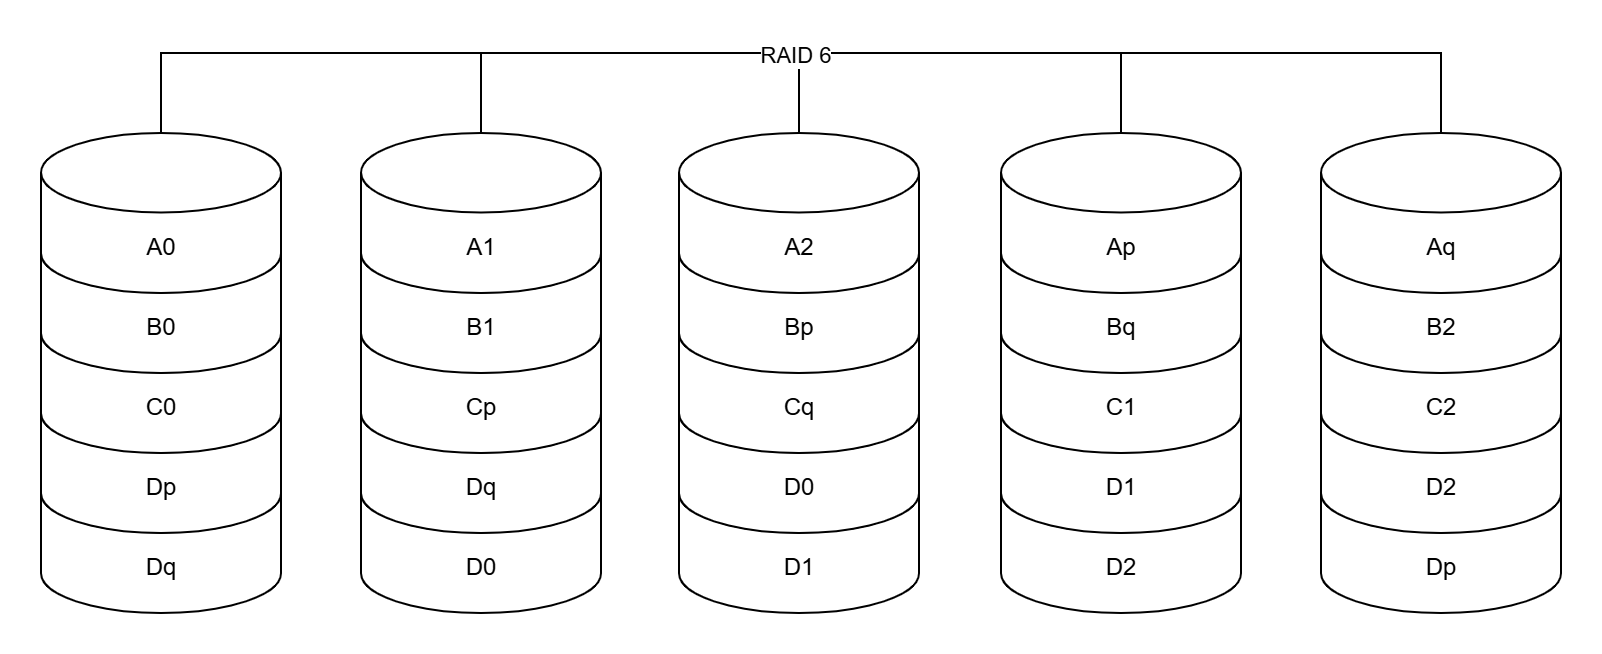 RAID 6
A0 A1 A2 Ap Aq
B0 B1 Bp Bq B2
C0 Cp Cq C1 C2
Dp Dq D0 D1 D2
Dq D0 D1 D2 Dp